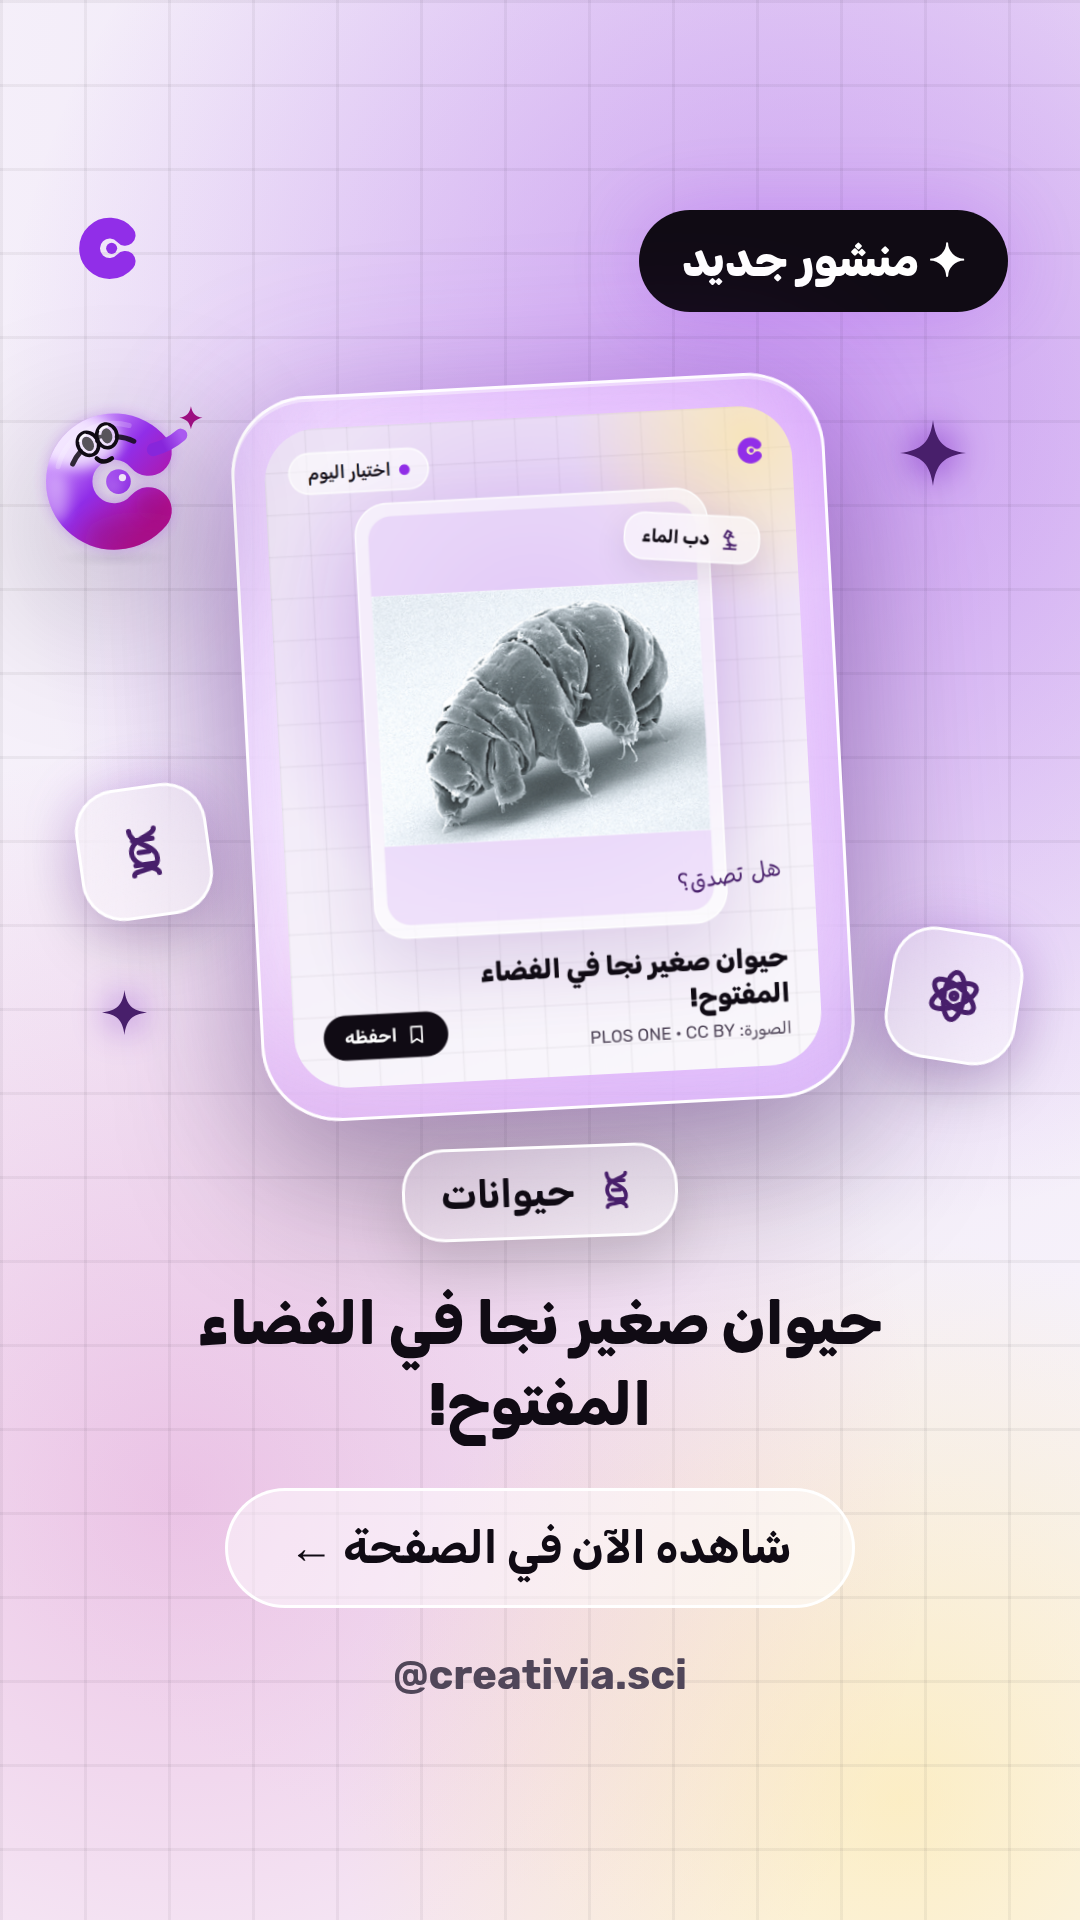 ✦ منشور جديد
اختيار اليوم
دب الماء
هل تصدق؟
حيوان صغير نجا في الفضاء
المفتوح!
الصورة: PLOS ONE • CC BY
احفظه
حيوانات
حيوان صغير نجا في الفضاء
المفتوح!
شاهده الآن في الصفحة ←
@creativia.sci